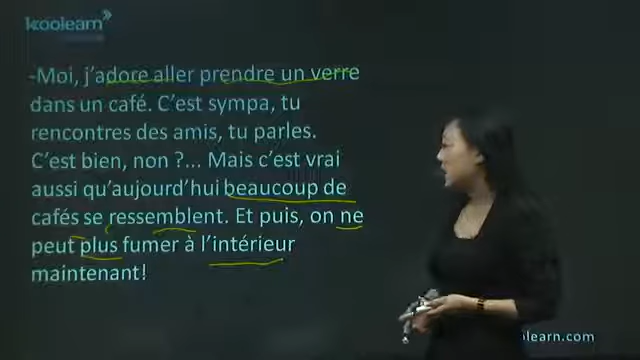 koolearn
-Moi, j'adore aller prendre un verre
dans un café. C'est sympa, tu
rencontres des amis, tu parles.
C'est bien, non ?... Mais c'est vrai
aussi qu'aujourd'hui beaucoup de
cafés se ressemblent. Et puis, on ne
peut plus fumer à l'intérieur
maintenant!
learn.com